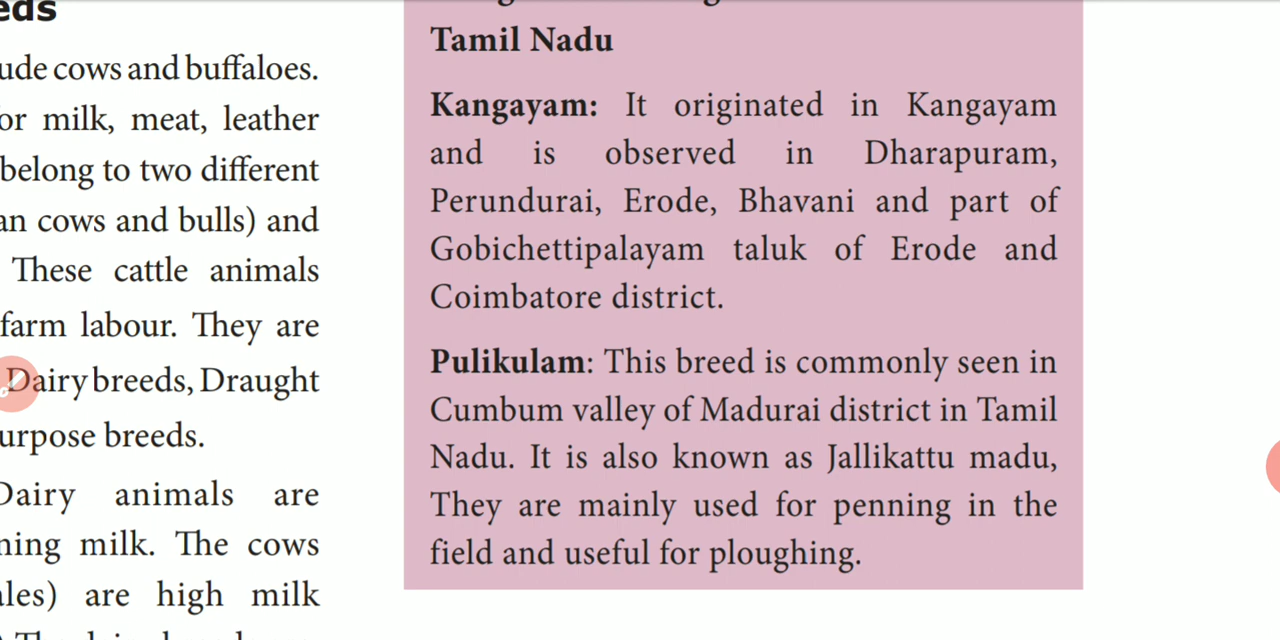 eds
ude cows and buffaloes.
or milk, meat, leather
belong to two different
an cows and bulls) and
These cattle animals
farm labour. They are
Dairy breeds, Draught
urpose breeds.
Dairy animals are
ning milk. The cows
ales) are high milk
Tamil Nadu
Kangayam: It originated in Kangayam
and is observed in Dharapuram,
Perundurai, Erode, Bhavani and part of
Gobichettipalayam taluk of Erode and
Coimbatore district.
Pulikulam: This breed is commonly seen in
Cumbum valley of Madurai district in Tamil
Nadu. It is also known as Jallikattu madu,
They are mainly used for penning in the
field and useful for ploughing.